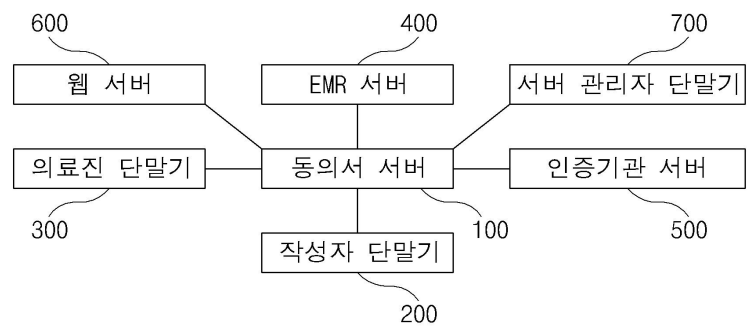 600
400
700
웹 서버
EMR 서버
서버 관리자 단말기
의료진 단말기
동의서 서버
인증기관 서버
300
100
500
작성자 단말기
200